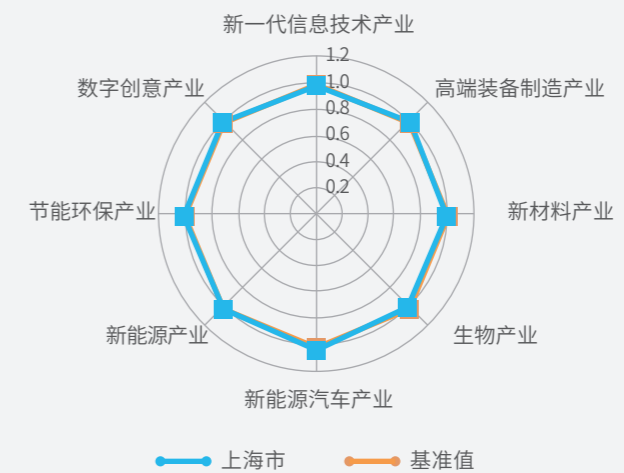 新一代信息技术产业
1.2
1.0
0.8
0.6
0.4
0.2
数字创意产业
高端装备制造产业
节能环保产业
新材料产业
新能源产业
生物产业
新能源汽车产业
上海市
基准值